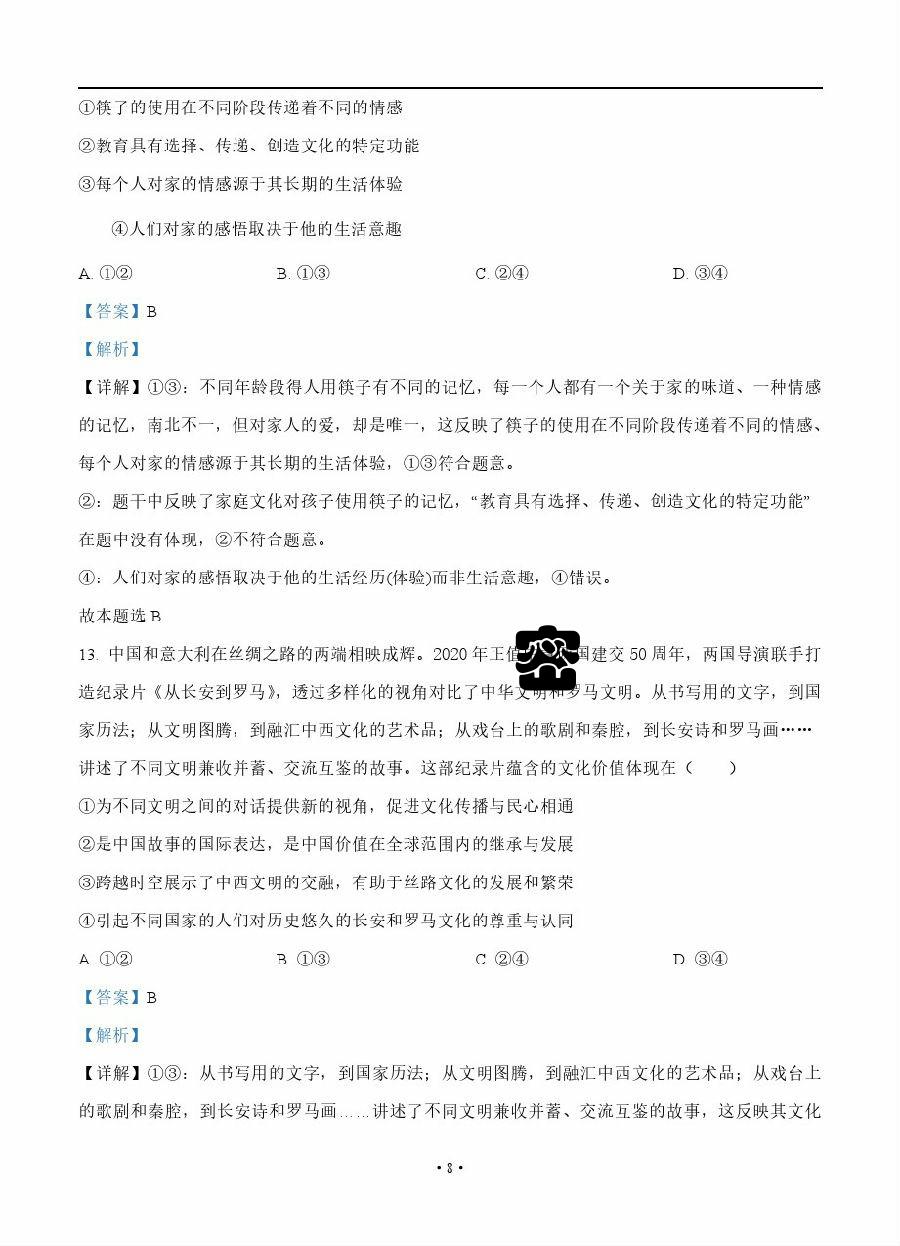 ①筷了的使用在不同阶段传递着不同的情感
②教育具有选择、传递、创造文化的特定功能
③每个人对家的情感源于其长期的生活体验
④人们对家的感悟取决于他的生活意趣
A. ①② B. ①③ C. ②④ D. ③④
【答案】B
【解析】
【详解】①③：不同年龄段得人用筷子有不同的记忆，每一个人都有一个关于家的味道、一种情感
的记忆，南北不一，但对家人的爱，却是唯一，这反映了筷子的使用在不同阶段传递着不同的情感、
每个人对家的情感源于其长期的生活体验，①③符合题意。
②：题干中反映了家庭文化对孩子使用筷子的记忆，“教育具有选择、传递、创造文化的特定功能”
在题中没有体现，②不符合题意。
④：人们对家的感悟取决于他的生活经历(体验)而非生活意趣，④错误。
故本题选 B
13. 中国和意大利在丝绸之路的两端相映成辉。2020 年王值 国建交 50 周年，两国导演联手打
造纪录片《从长安到罗马》，透过多样化的视角对比了中华文明和罗马文明。从书写用的文字，到国
家历法；从文明图腾，到融汇中西文化的艺术品；从戏台上的歌剧和秦腔，到长安诗和罗马画……
讲述了不同文明兼收并蓄、交流互鉴的故事。这部纪录片蕴含的文化价值体现在（ ）
①为不同文明之间的对话提供新的视角，促进文化传播与民心相通
②是中国故事的国际表达，是中国价值在全球范围内的继承与发展
③跨越时空展示了中西文明的交融，有助于丝路文化的发展和繁荣
④引起不同国家的人们对历史悠久的长安和罗马文化的尊重与认同
A. ①② B. ①③ C. ②④ D. ③④
【答案】B
【解析】
【详解】①③：从书写用的文字，到国家历法；从文明图腾，到融汇中西文化的艺术品；从戏台上
的歌剧和秦腔，到长安诗和罗马画……讲述了不同文明兼收并蓄、交流互鉴的故事，这反映其文化
• 8 •